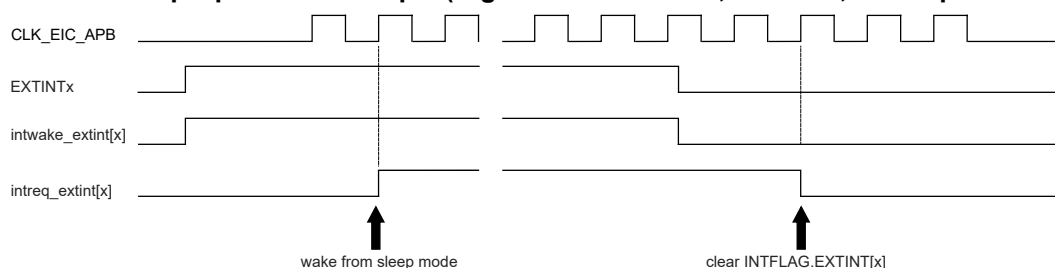 CLK_EIC_APB
EXTINTx
intwake_extint[x]
intreq_extint[x]
wake from sleep mode
clear INTFLAG.EXTINT[x]